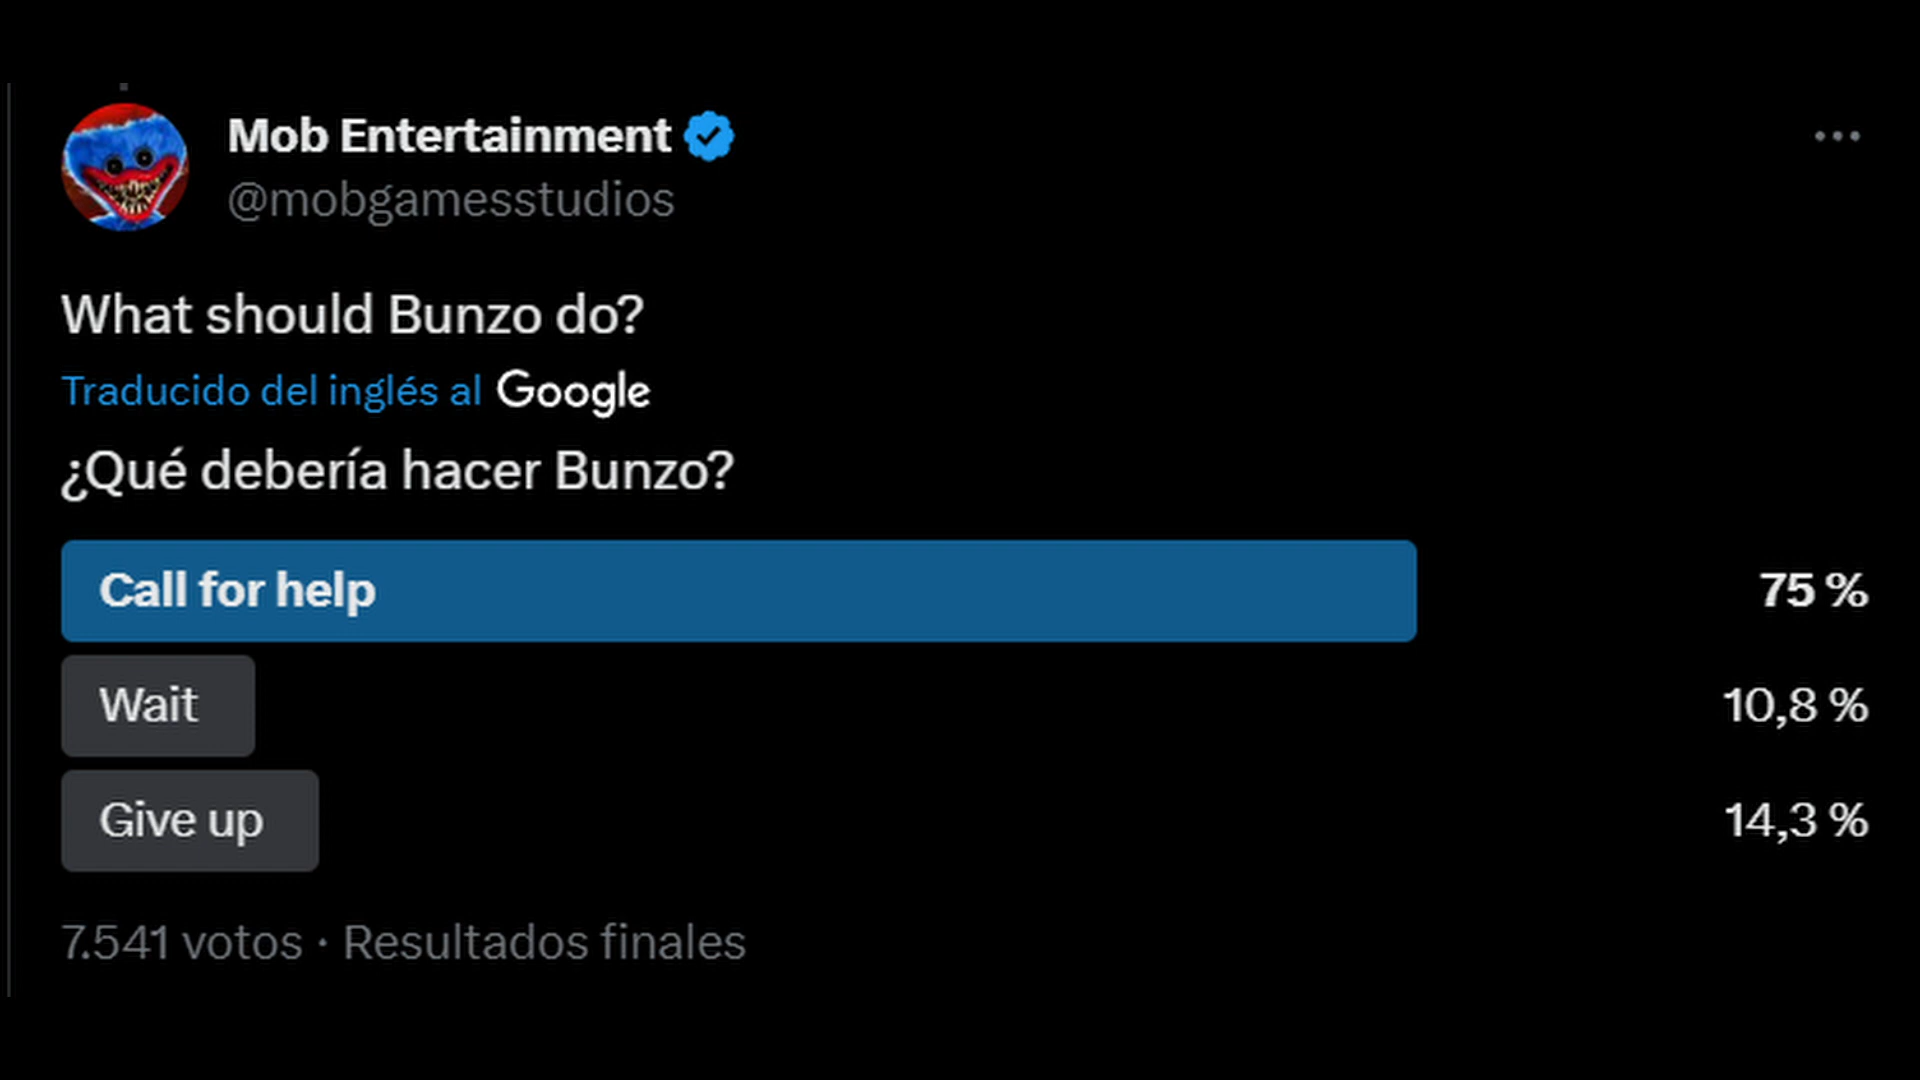 Mob Entertainment
@mobgamesstudios
What should Bunzo do?
Traducido del inglés al Google
¿Qué debería hacer Bunzo?
Call for help 75 %
Wait 10,8 %
Give up 14,3 %
7.541 votos · Resultados finales